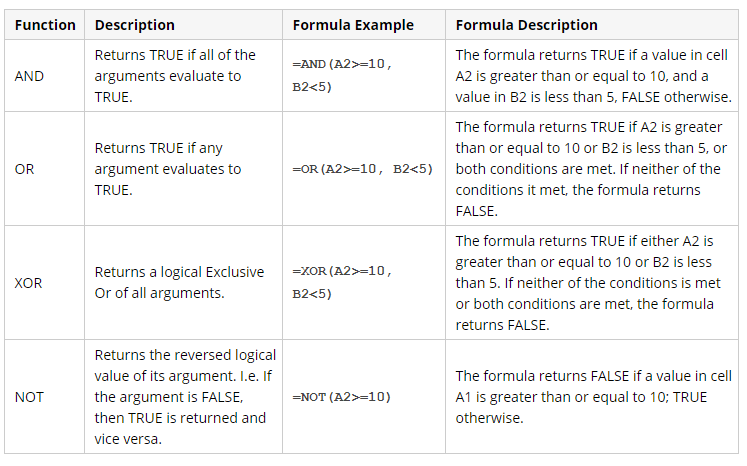 Function Description Formula Example Formula Description
AND
Returns TRUE if all of the
arguments evaluate to
TRUE.
=AND(A2>=10,
B2<5)
The formula returns TRUE if a value in cell
A2 is greater than or equal to 10, and a
value in B2 is less than 5, FALSE otherwise.
OR
Returns TRUE if any
argument evaluates to
TRUE.
=OR(A2>=10, B2<5)
The formula returns TRUE if A2 is greater
than or equal to 10 or B2 is less than 5, or
both conditions are met. If neither of the
conditions it met, the formula returns
FALSE.
XOR
Returns a logical Exclusive
Or of all arguments.
=XOR(A2>=10,
B2<5)
The formula returns TRUE if either A2 is
greater than or equal to 10 or B2 is less
than 5. If neither of the conditions is met
or both conditions are met, the formula
returns FALSE.
NOT
Returns the reversed logical
value of its argument. I.e. If
the argument is FALSE,
then TRUE is returned and
vice versa.
=NOT(A2>=10)
The formula returns FALSE if a value in cell
A1 is greater than or equal to 10; TRUE
otherwise.